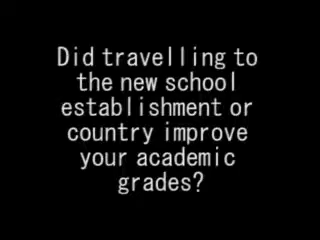 Did travelling to
the new school
establishment or
country improve
your academic
grades?